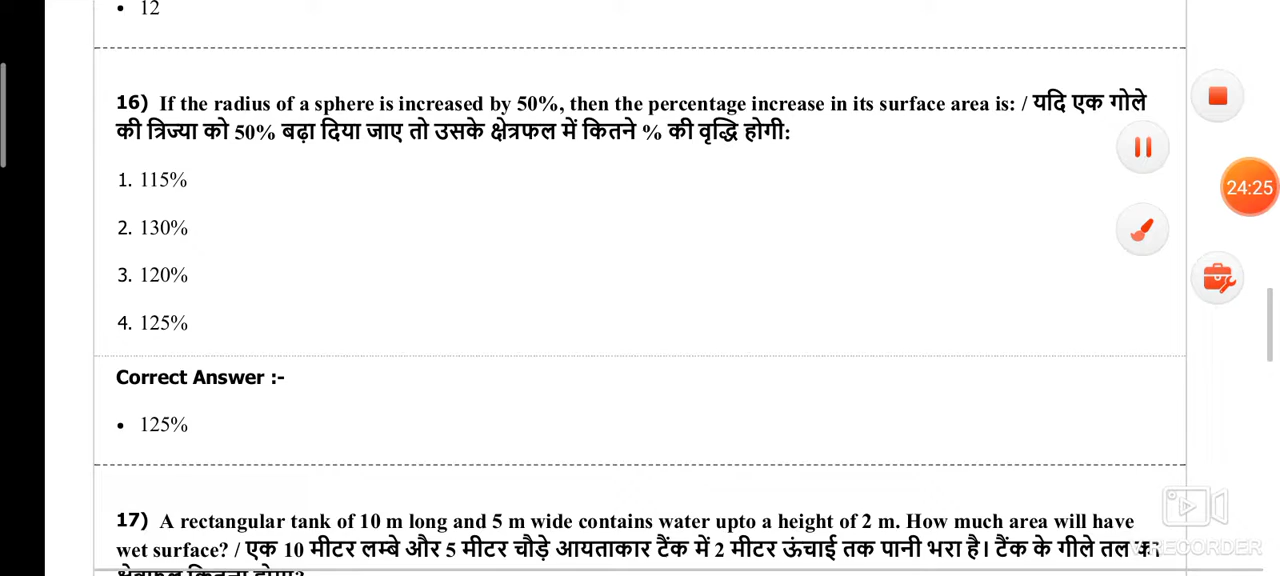 12
16) If the radius of a sphere is increased by 50%, then the percentage increase in its surface area is: / यदि एक गोले
की त्रिज्या को 50% बढ़ा दिया जाए तो उसके क्षेत्रफल में कितने % की वृद्धि होगी:
1. 115%
2. 130%
3. 120%
4. 125%
24:25
Correct Answer :-
125%
17) A rectangular tank of 10 m long and 5 m wide contains water upto a height of 2 m. How much area will have
wet surface? / एक 10 मीटर लम्बे और 5 मीटर चौड़े आयताकार टैंक में 2 मीटर ऊंचाई तक पानी भरा है। टैंक के गीले तल का
क्षेत्रफल कितना होगा?
RECORDER